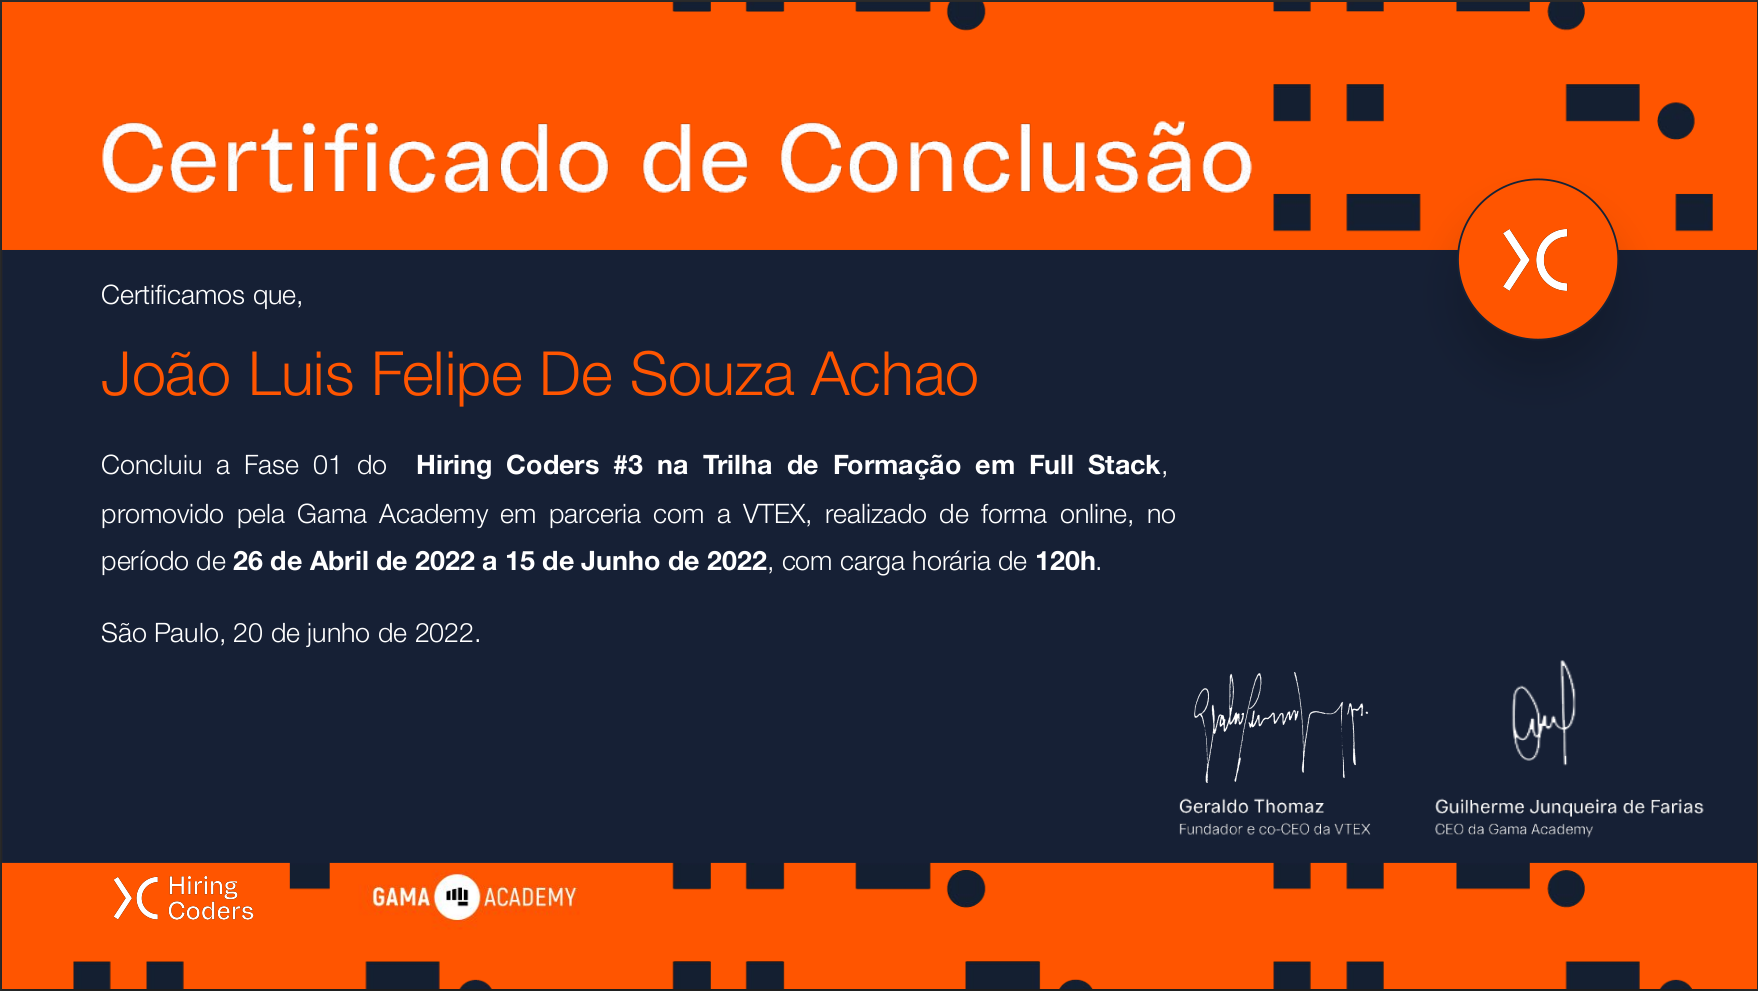 Certificado de Conclusão
Certificamos que,
João Luis Felipe De Souza Achao
Concluiu a Fase 01 do Hiring Coders #3 na Trilha de Formação em Full Stack,
promovido pela Gama Academy em parceria com a VTEX, realizado de forma online, no
período de 26 de Abril de 2022 a 15 de Junho de 2022, com carga horária de 120h.
São Paulo, 20 de junho de 2022.
Geraldo Thomaz
Fundador e co-CEO da VTEX
Guilherme Junqueira de Farias
CEO da Gama Academy
Hiring
Coders
GAMA ACADEMY